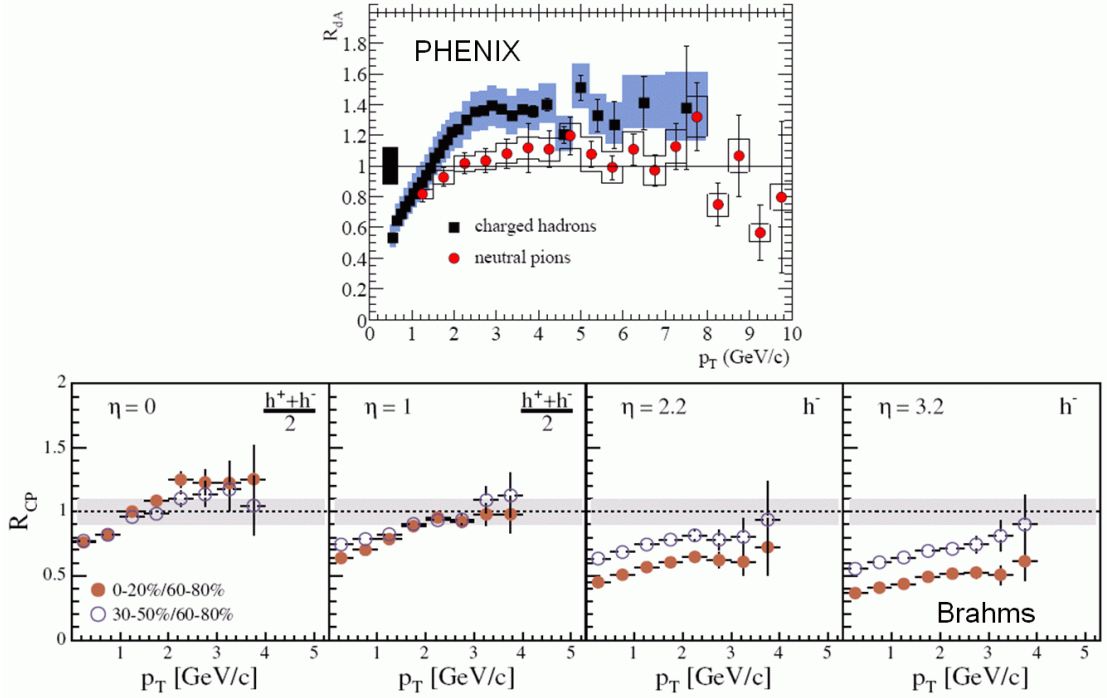 R_dA
PHENIX
1.8
1.6
1.4
1.2
1
0.8
0.6
0.4
0.2
0
charged hadrons
neutral pions
0 1 2 3 4 5 6 7 8 9 10
p_T (GeV/c)
R_CP
2
1.5
1
0.5
0
η = 0 h⁺+h⁻ η = 1 h⁺+h⁻ η = 2.2 h⁻ η = 3.2 h⁻
2 2
0-20%/60-80%
30-50%/60-80%
Brahms
1 2 3 4 5 1 2 3 4 5 1 2 3 4 5 1 2 3 4 5
p_T [GeV/c] p_T [GeV/c] p_T [GeV/c] p_T [GeV/c]